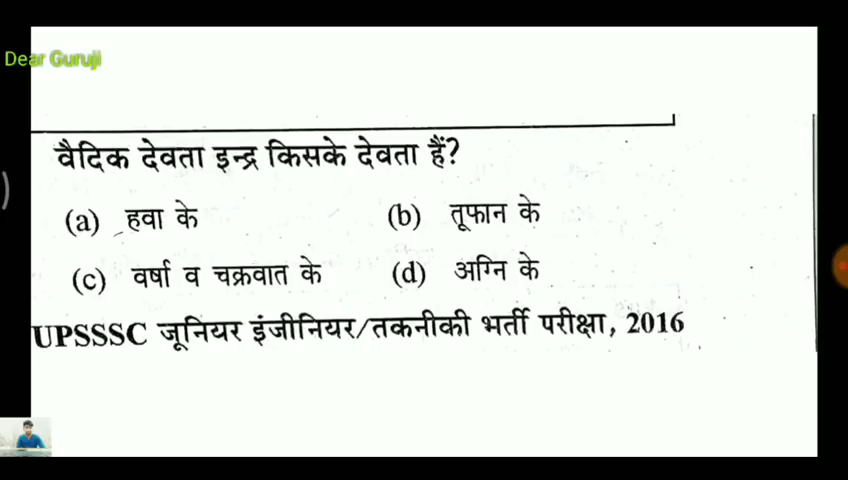 Dear Guruji
वैदिक देवता इन्द्र किसके देवता हैं?
)
(a) हवा के (b) तूफान के
(c) वर्षा व चक्रवात के (d) अग्नि के
UPSSSC जूनियर इंजीनियर/तकनीकी भर्ती परीक्षा, 2016